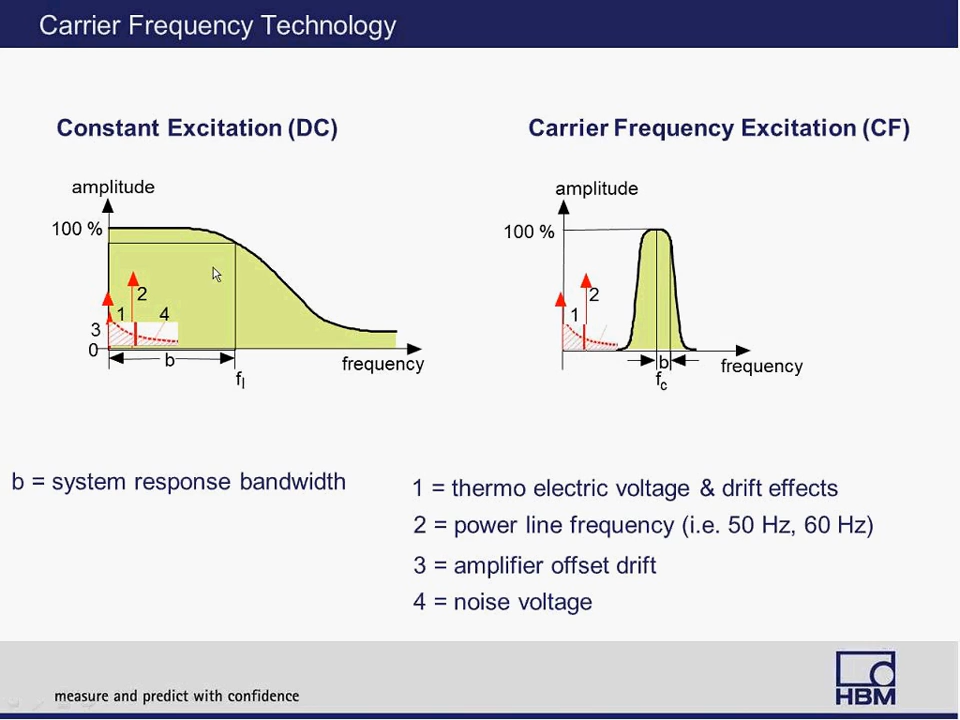 Carrier Frequency Technology
Constant Excitation (DC)
Carrier Frequency Excitation (CF)
amplitude
100 %
2
1
4
3
0
b
fl
frequency
amplitude
100 %
2
1
b
fc
frequency
b = system response bandwidth
1 = thermo electric voltage & drift effects
2 = power line frequency (i.e. 50 Hz, 60 Hz)
3 = amplifier offset drift
4 = noise voltage
measure and predict with confidence
HBM